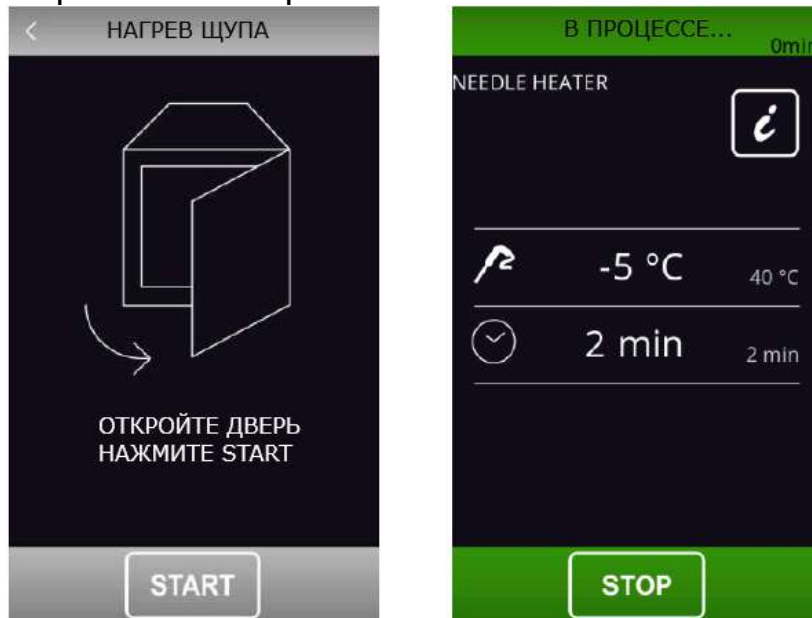 НАГРЕВ ЩУПА
ОТКРОЙТЕ ДВЕРЬ
НАЖМИТЕ START
START
В ПРОЦЕССЕ...
0min
NEEDLE HEATER
i
-5 °C
40 °C
2 min
2 min
STOP